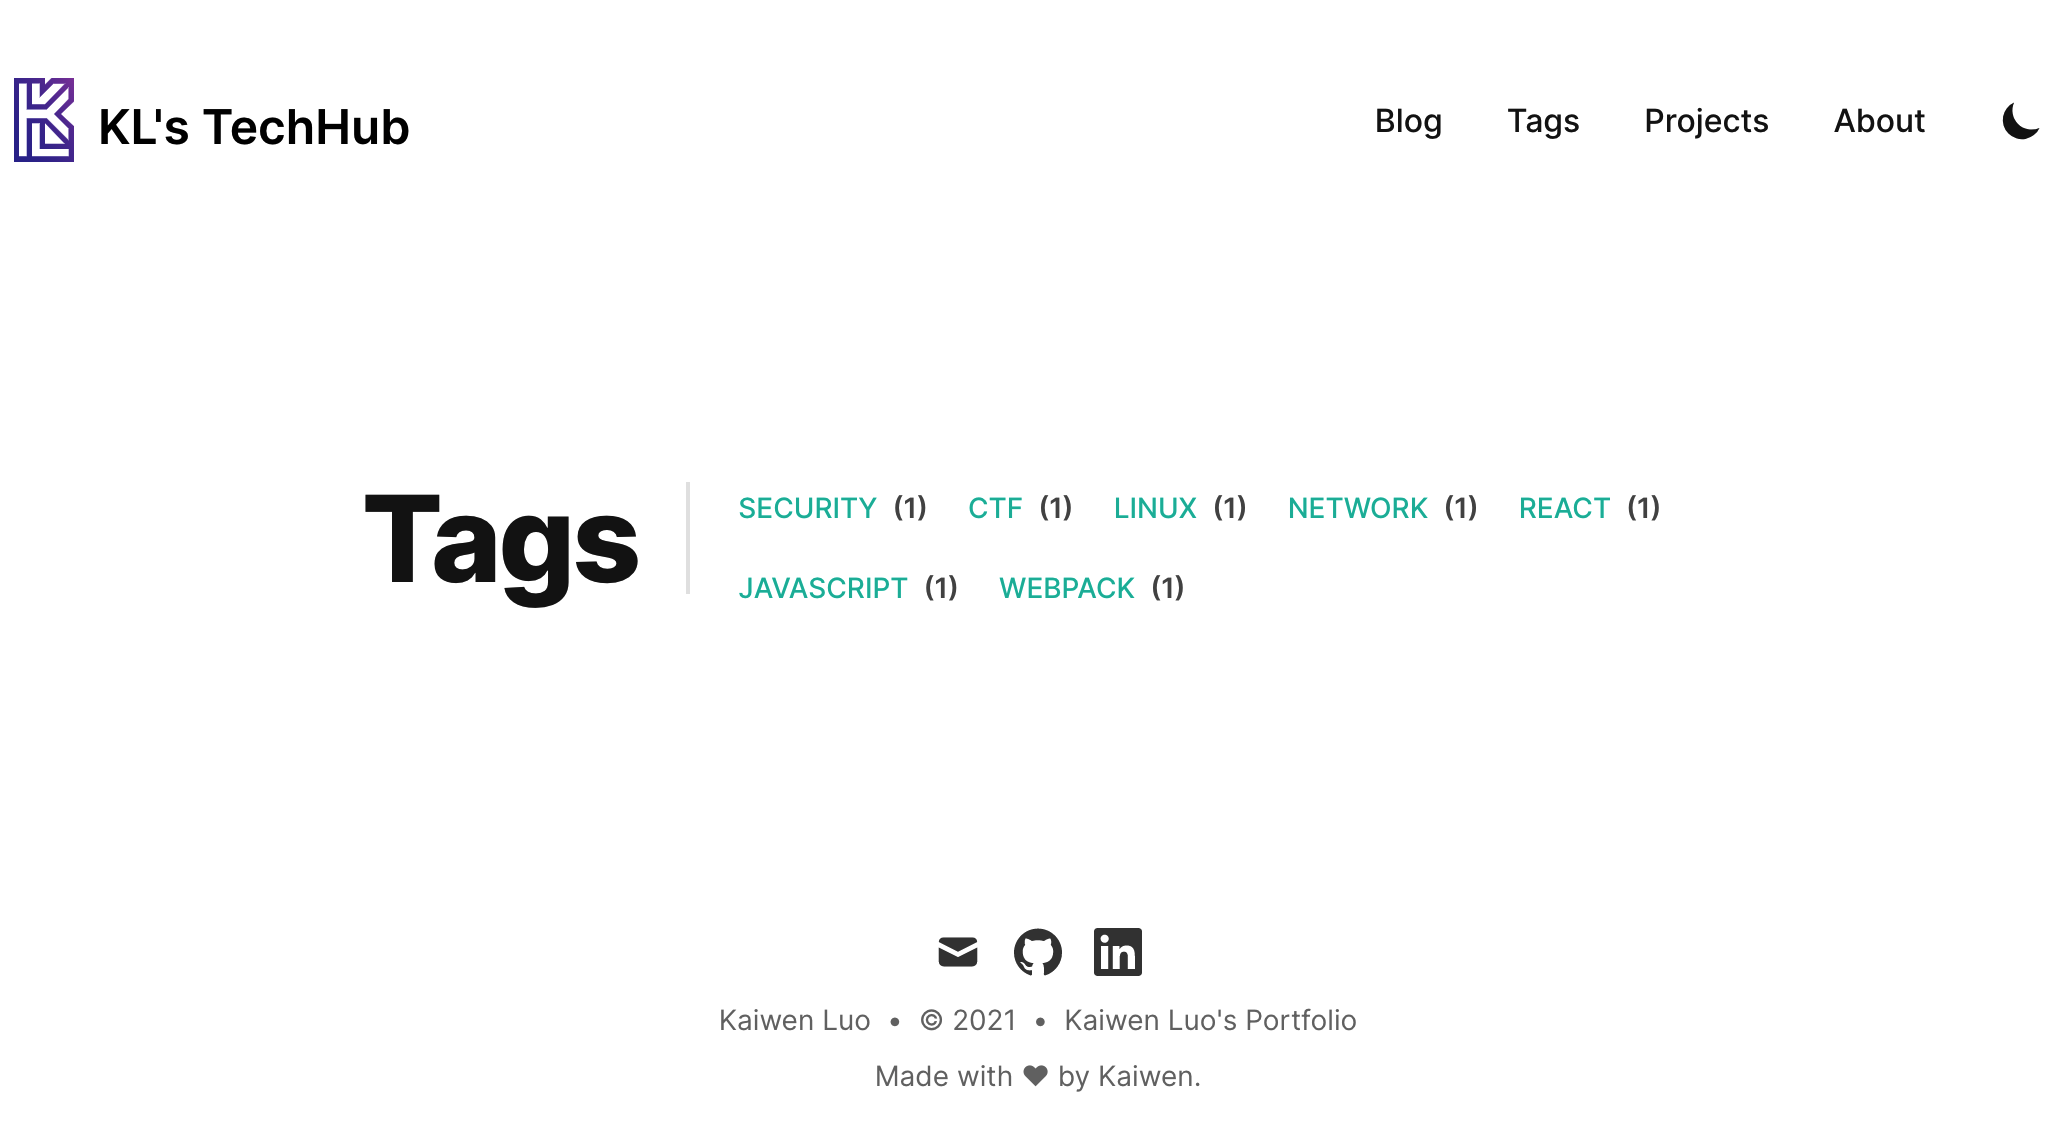 KL's TechHub
Blog Tags Projects About
Tags
SECURITY (1) CTF (1) LINUX (1) NETWORK (1) REACT (1)
JAVASCRIPT (1) WEBPACK (1)
Kaiwen Luo • © 2021 • Kaiwen Luo's Portfolio
Made with ♥ by Kaiwen.